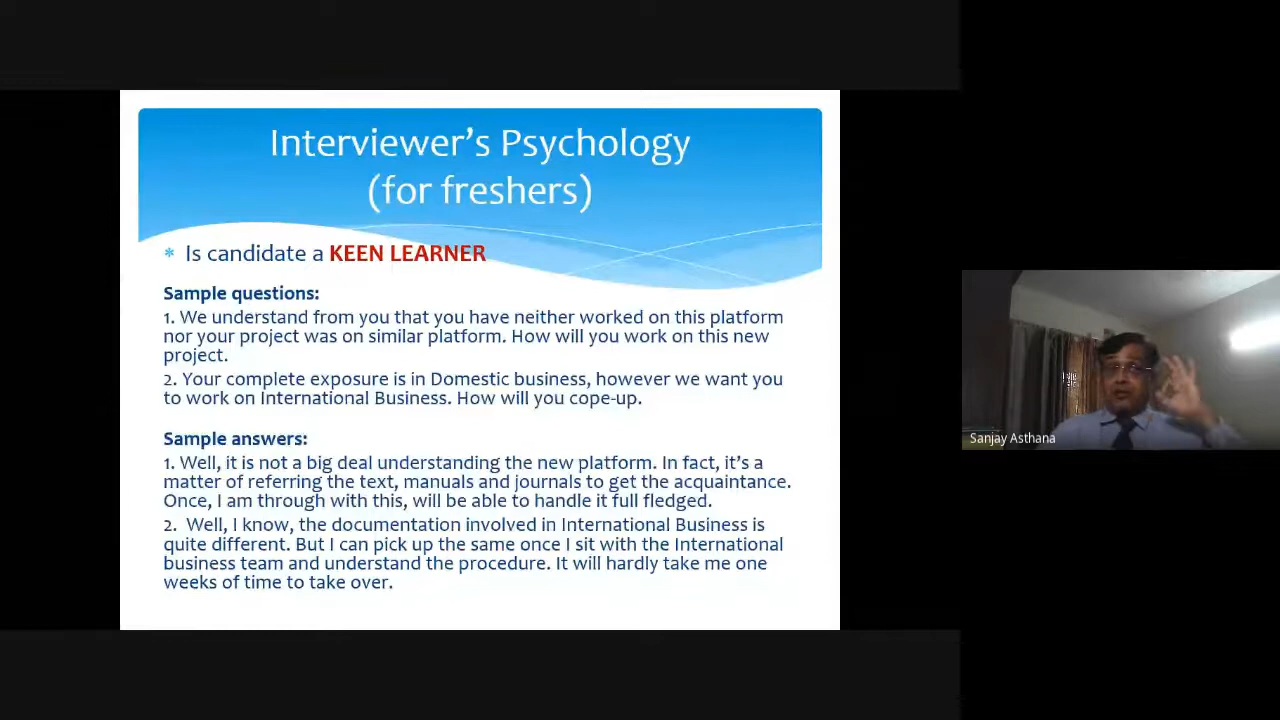 Interviewer’s Psychology
(for freshers)
* Is candidate a KEEN LEARNER
Sample questions:
1. We understand from you that you have neither worked on this platform
nor your project was on similar platform. How will you work on this new
project.
2. Your complete exposure is in Domestic business, however we want you
to work on International Business. How will you cope-up.
Sample answers:
1. Well, it is not a big deal understanding the new platform. In fact, it’s a
matter of referring the text, manuals and journals to get the acquaintance.
Once, I am through with this, will be able to handle it full fledged.
2. Well, I know, the documentation involved in International Business is
quite different. But I can pick up the same once I sit with the International
business team and understand the procedure. It will hardly take me one
weeks of time to take over.
Sanjay Asthana